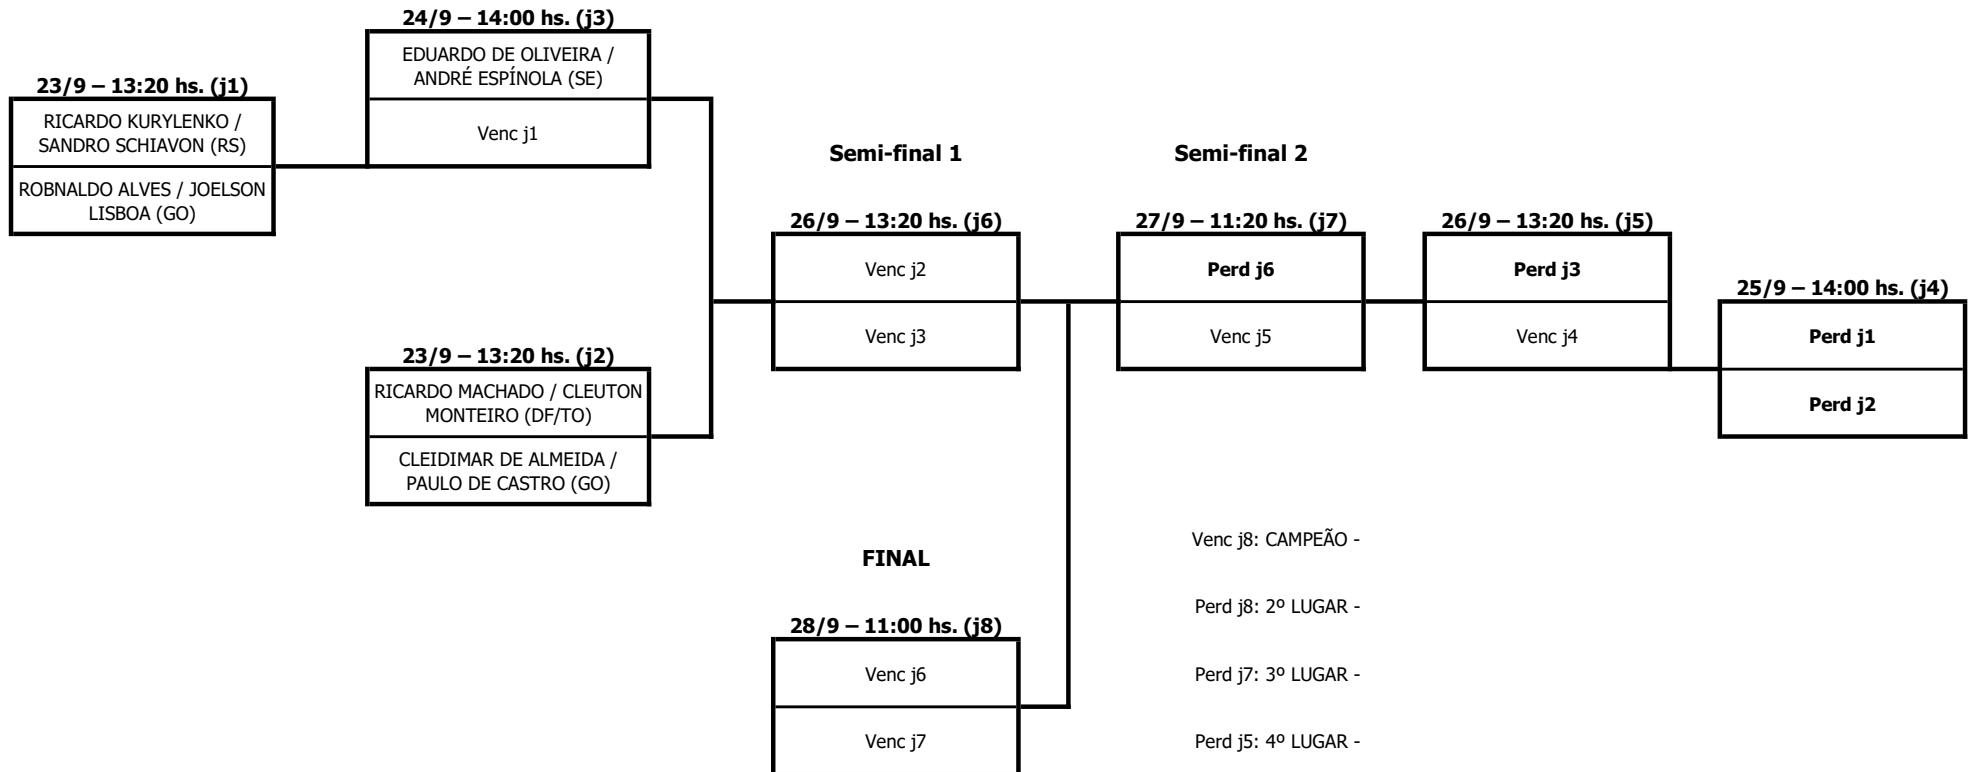 24/9 – 14:00 hs. (j3)
EDUARDO DE OLIVEIRA /
ANDRÉ ESPÍNOLA (SE)
Venc j1
23/9 – 13:20 hs. (j1)
RICARDO KURYLENKO /
SANDRO SCHIAVON (RS)
ROBNALDO ALVES / JOELSON
LISBOA (GO)
Semi-final 1
26/9 – 13:20 hs. (j6)
Venc j2
Venc j3
Semi-final 2
27/9 – 11:20 hs. (j7)
Perd j6
Venc j5
26/9 – 13:20 hs. (j5)
Perd j3
Venc j4
25/9 – 14:00 hs. (j4)
Perd j1
Perd j2
23/9 – 13:20 hs. (j2)
RICARDO MACHADO / CLEUTON
MONTEIRO (DF/TO)
CLEIDIMAR DE ALMEIDA /
PAULO DE CASTRO (GO)
FINAL
28/9 – 11:00 hs. (j8)
Venc j6
Venc j7
Venc j8: CAMPEÃO -
Perd j8: 2º LUGAR -
Perd j7: 3º LUGAR -
Perd j5: 4º LUGAR -